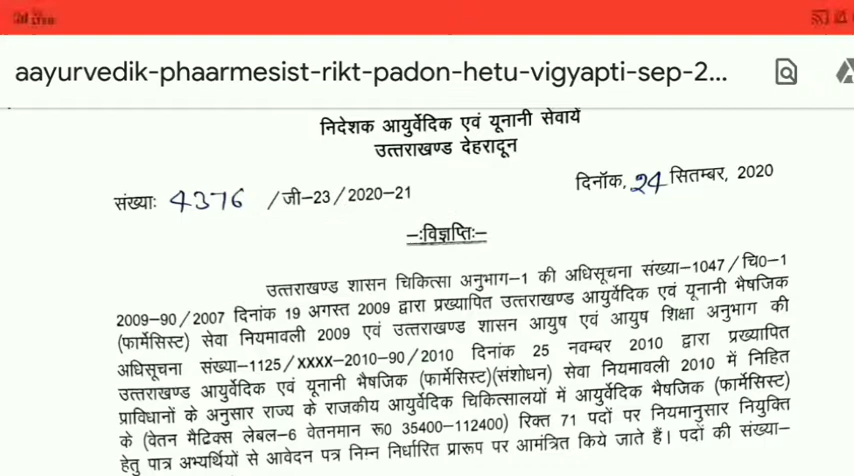 aayurvedik-phaarmesist-rikt-padon-hetu-vigyapti-sep-2...
निदेशक आयुर्वेदिक एवं यूनानी सेवायें
उत्तराखण्ड देहरादून
संख्याः 4376 /जी-23/2020-21
दिनॉक, 24 सितम्बर, 2020
-:विज्ञप्तिः-
उत्तराखण्ड शासन चिकित्सा अनुभाग-1 की अधिसूचना संख्या-1047/चि0-1
2009-90/2007 दिनांक 19 अगस्त 2009 द्वारा प्रख्यापित उत्तराखण्ड आयुर्वेदिक एवं यूनानी भैषजिक
(फार्मेसिस्ट) सेवा नियमावली 2009 एवं उत्तराखण्ड शासन आयुष एवं आयुष शिक्षा अनुभाग की
अधिसूचना संख्या-1125/XXXX-2010-90/2010 दिनांक 25 नवम्बर 2010 द्वारा प्रख्यापित
उत्तराखण्ड आयुर्वेदिक एवं यूनानी भैषजिक (फार्मेसिस्ट)(संशोधन) सेवा नियमावली 2010 में निहित
प्राविधानों के अनुसार राज्य के राजकीय आयुर्वेदिक चिकित्सालयों में आयुर्वेदिक भैषजिक (फार्मेसिस्ट)
के (वेतन मैटिक्स लेबल-6 वेतनमान रू0 35400-112400) रिक्त 71 पदों पर नियमानुसार नियुक्ति
हेतु पात्र अभ्यर्थियों से आवेदन पत्र निम्न निर्धारित प्रारूप पर आमंत्रित किये जाते हैं। पदों की संख्या-